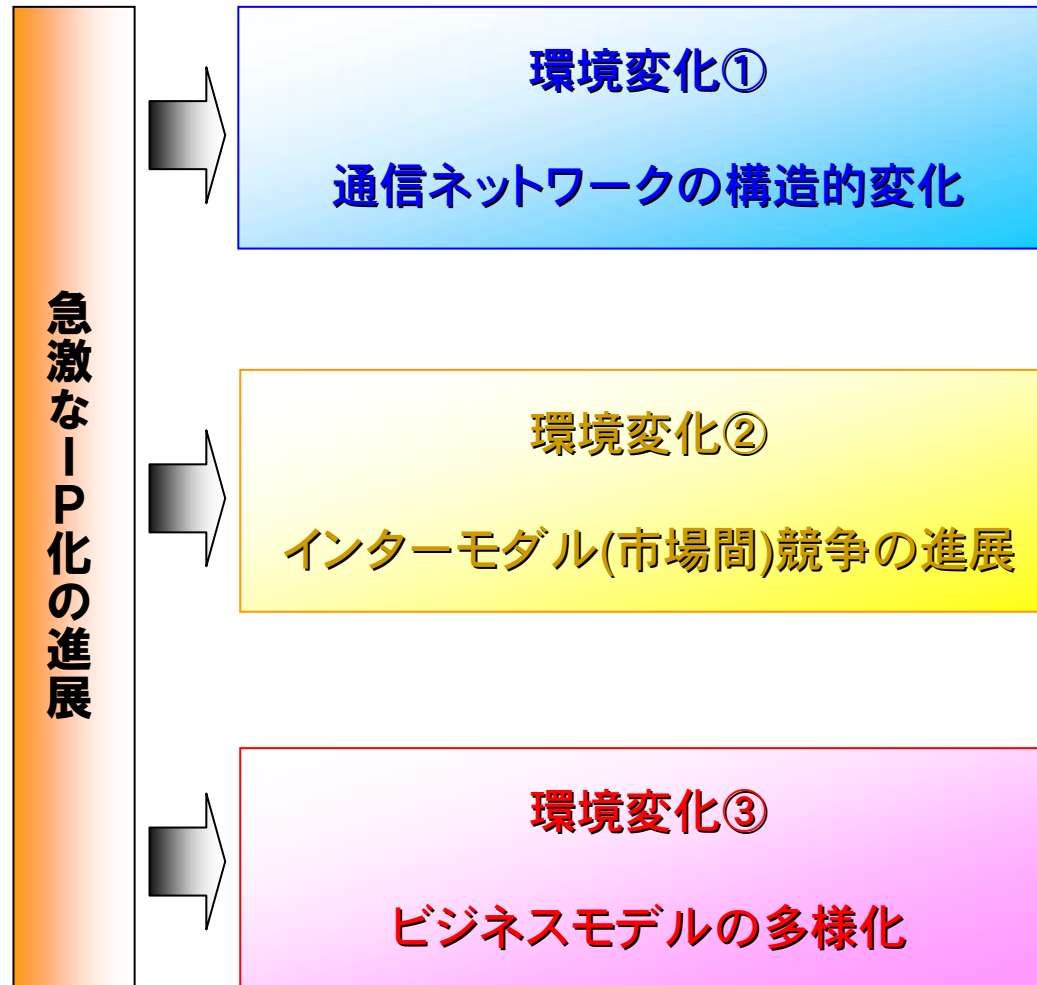 急激なIP化の進展
環境変化①
通信ネットワークの構造的変化
環境変化②
インターモダル(市場間)競争の進展
環境変化③
ビジネスモデルの多様化